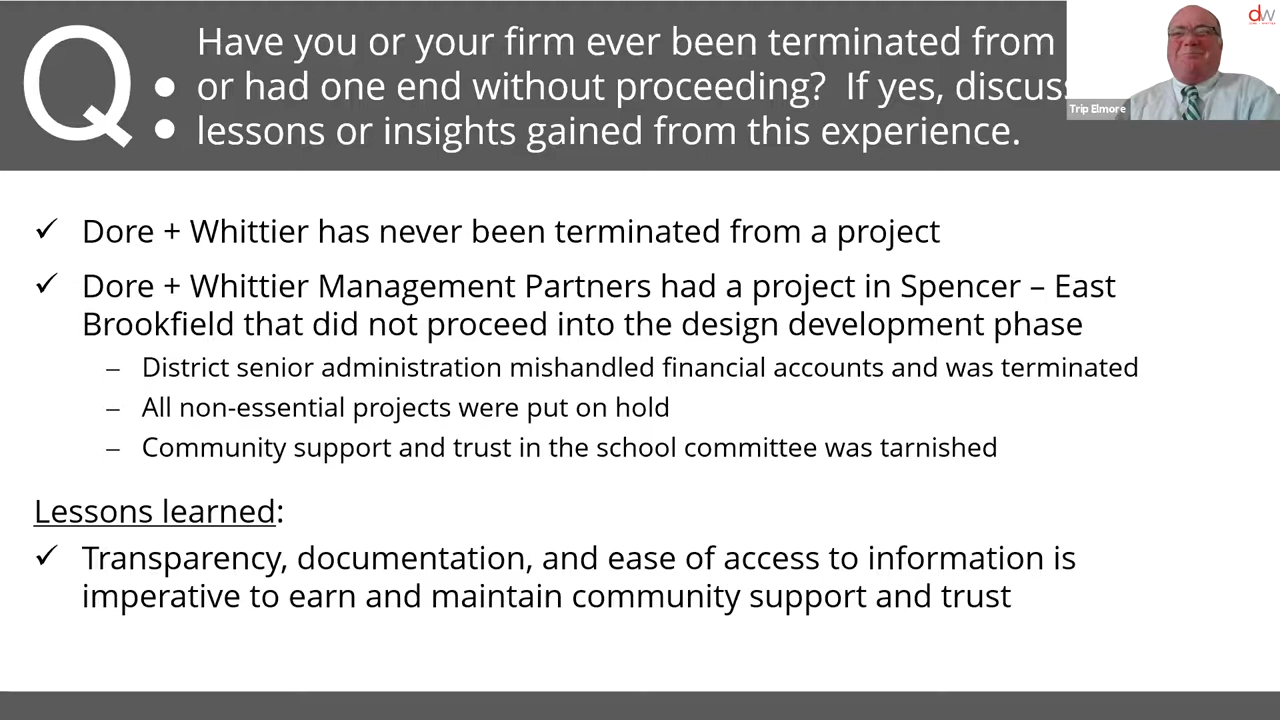 Q:
Have you or your firm ever been terminated from
or had one end without proceeding? If yes, discuss
lessons or insights gained from this experience.
dw
Trip Elmore
✓ Dore + Whittier has never been terminated from a project
✓ Dore + Whittier Management Partners had a project in Spencer – East
Brookfield that did not proceed into the design development phase
– District senior administration mishandled financial accounts and was terminated
– All non-essential projects were put on hold
– Community support and trust in the school committee was tarnished
Lessons learned:
✓ Transparency, documentation, and ease of access to information is
imperative to earn and maintain community support and trust